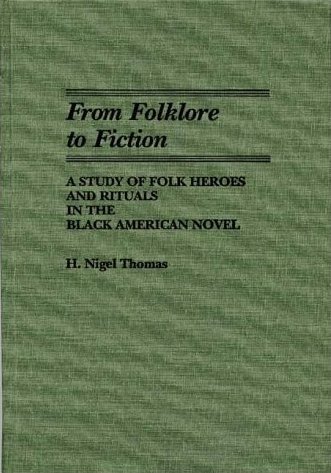 From Folklore
to Fiction
A STUDY OF FOLK HEROES
AND RITUALS
IN THE
BLACK AMERICAN NOVEL
H. Nigel Thomas